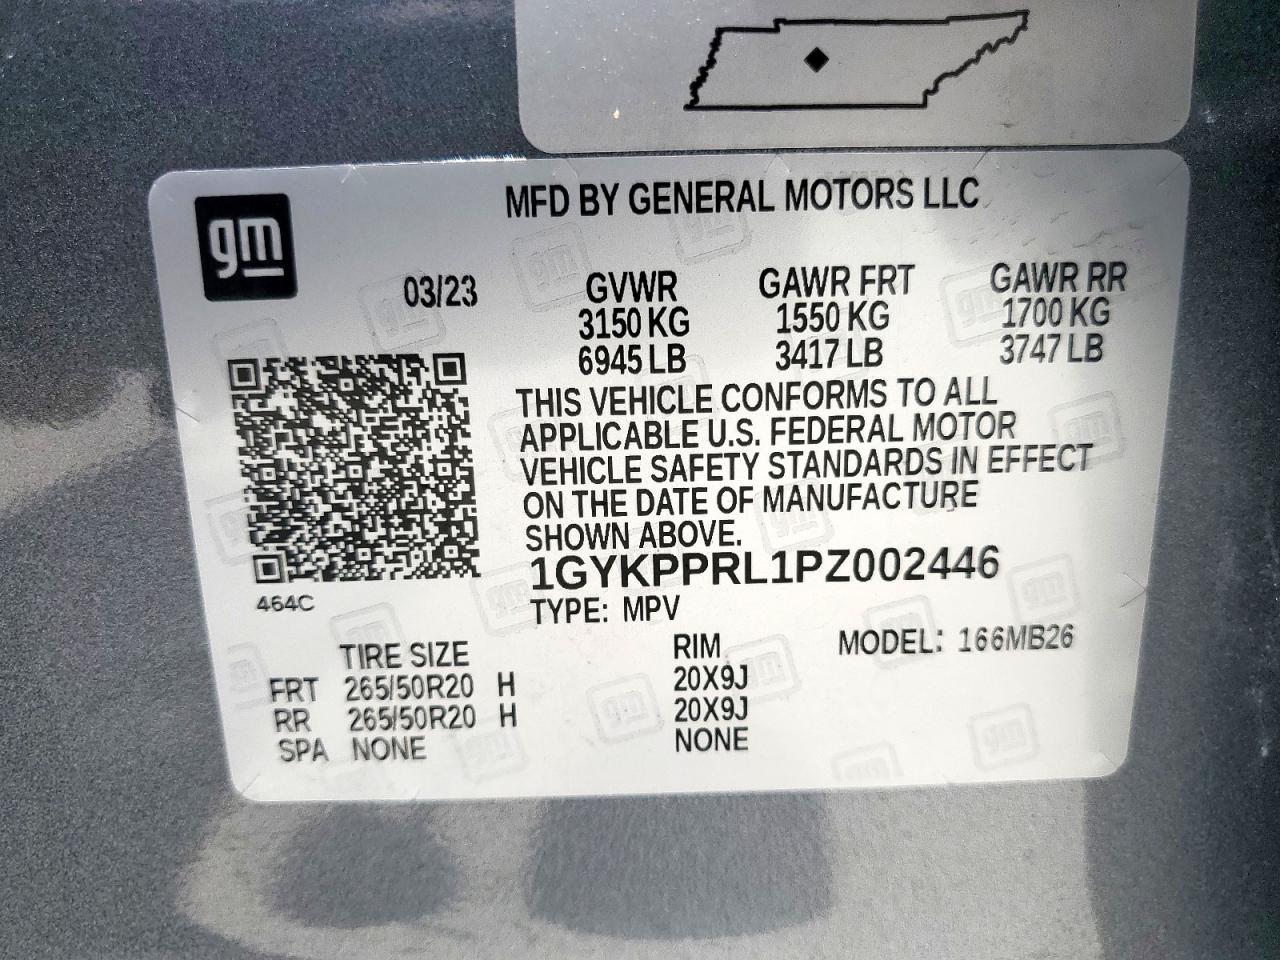 gm
MFD BY GENERAL MOTORS LLC
03/23
GVWR
3150 KG
6945 LB
GAWR FRT
1550 KG
3417 LB
GAWR RR
1700 KG
3747 LB
THIS VEHICLE CONFORMS TO ALL
APPLICABLE U.S. FEDERAL MOTOR
VEHICLE SAFETY STANDARDS IN EFFECT
ON THE DATE OF MANUFACTURE
SHOWN ABOVE.
1GYKPPRL1PZ002446
464C
TYPE: MPV
MODEL: 166MB26
TIRE SIZE RIM
FRT 265/50R20 H 20X9J
RR 265/50R20 H 20X9J
SPA NONE NONE